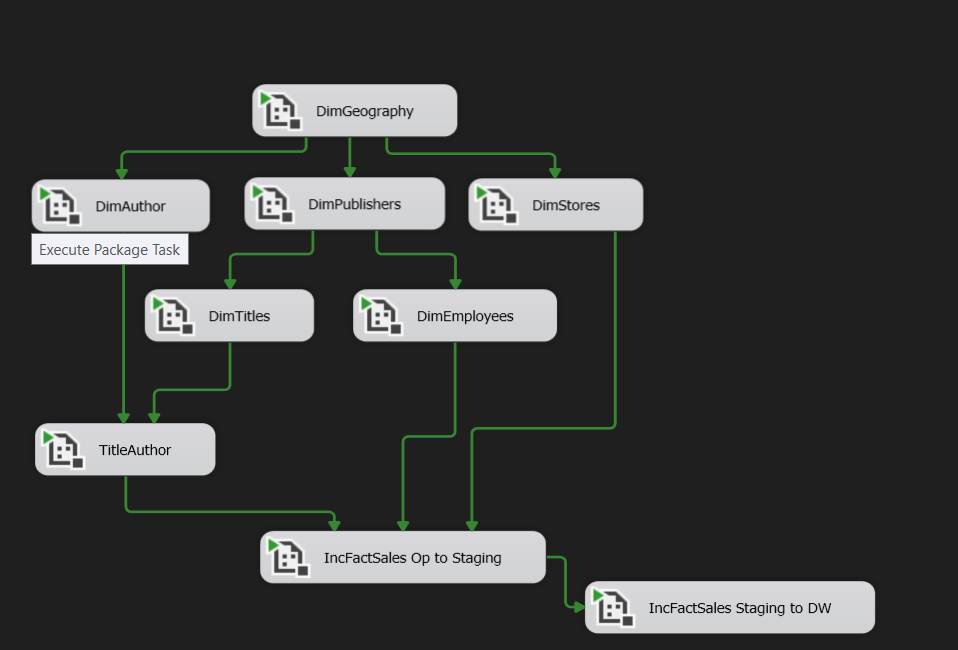 DimGeography
DimAuthor
DimPublishers
DimStores
Execute Package Task
DimTitles
DimEmployees
TitleAuthor
IncFactSales Op to Staging
IncFactSales Staging to DW